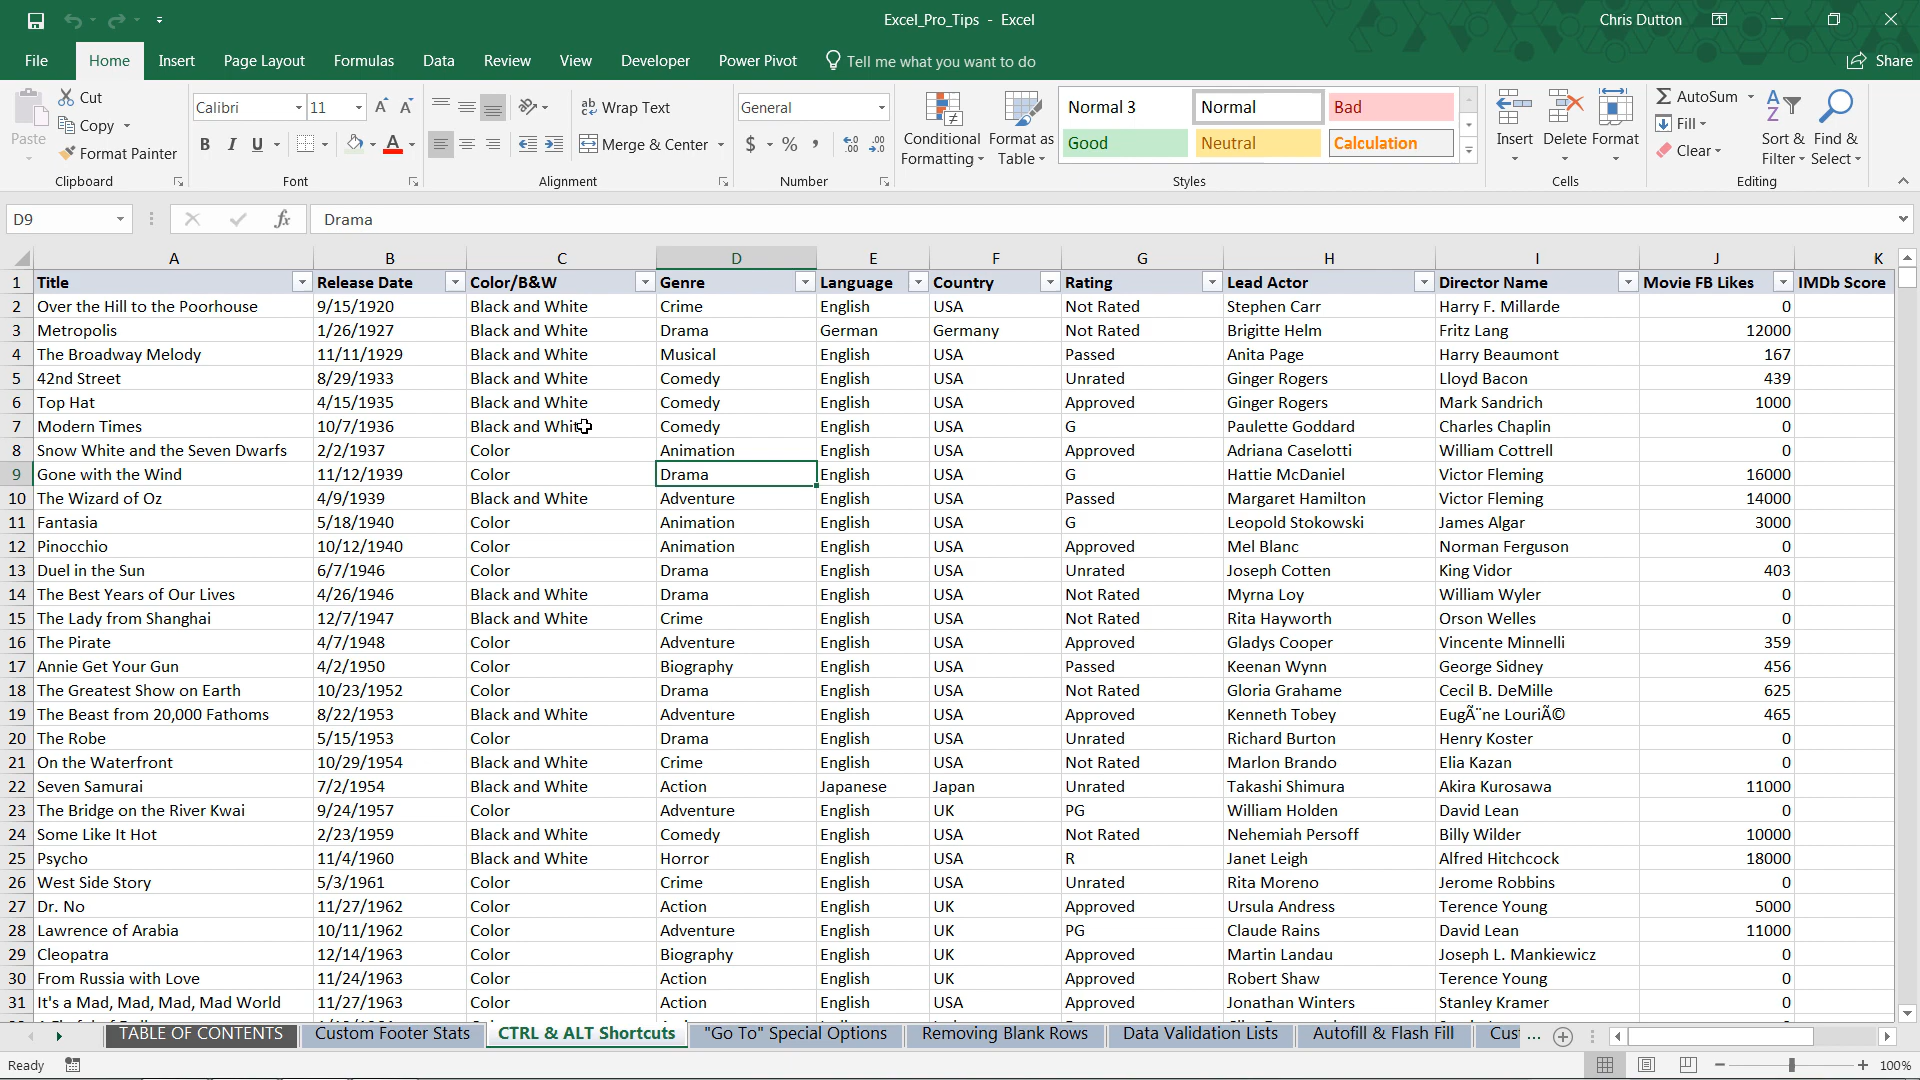 Excel_Pro_Tips - Excel
Chris Dutton
File Home Insert Page Layout Formulas Data Review View Developer Power Pivot Tell me what you want to do Share
Paste
Cut
Copy
Format Painter
Clipboard
Calibri 11
B I U
Font
Wrap Text
Merge & Center
Alignment
General
$ % ,
Number
Conditional Formatting
Format as Table
Normal 3 Normal Bad
Good Neutral Calculation
Styles
Insert Delete Format
Cells
AutoSum
Fill
Clear
Sort & Filter
Find & Select
Editing
D9 fx Drama
A B C D E F G H I J K
1 Title Release Date Color/B&W Genre Language Country Rating Lead Actor Director Name Movie FB Likes IMDb Score
2 Over the Hill to the Poorhouse 9/15/1920 Black and White Crime English USA Not Rated Stephen Carr Harry F. Millarde 0
3 Metropolis 1/26/1927 Black and White Drama German Germany Not Rated Brigitte Helm Fritz Lang 12000
4 The Broadway Melody 11/11/1929 Black and White Musical English USA Passed Anita Page Harry Beaumont 167
5 42nd Street 8/29/1933 Black and White Comedy English USA Unrated Ginger Rogers Lloyd Bacon 439
6 Top Hat 4/15/1935 Black and White Comedy English USA Approved Ginger Rogers Mark Sandrich 1000
7 Modern Times 10/7/1936 Black and White Comedy English USA G Paulette Goddard Charles Chaplin 0
8 Snow White and the Seven Dwarfs 2/2/1937 Color Animation English USA Approved Adriana Caselotti William Cottrell 0
9 Gone with the Wind 11/12/1939 Color Drama English USA G Hattie McDaniel Victor Fleming 16000
10 The Wizard of Oz 4/9/1939 Black and White Adventure English USA Passed Margaret Hamilton Victor Fleming 14000
11 Fantasia 5/18/1940 Color Animation English USA G Leopold Stokowski James Algar 3000
12 Pinocchio 10/12/1940 Color Animation English USA Approved Mel Blanc Norman Ferguson 0
13 Duel in the Sun 6/7/1946 Color Drama English USA Unrated Joseph Cotten King Vidor 403
14 The Best Years of Our Lives 4/26/1946 Black and White Drama English USA Not Rated Myrna Loy William Wyler 0
15 The Lady from Shanghai 12/7/1947 Black and White Crime English USA Not Rated Rita Hayworth Orson Welles 0
16 The Pirate 4/7/1948 Color Adventure English USA Approved Gladys Cooper Vincente Minnelli 359
17 Annie Get Your Gun 4/2/1950 Color Biography English USA Passed Keenan Wynn George Sidney 456
18 The Greatest Show on Earth 10/23/1952 Color Drama English USA Not Rated Gloria Grahame Cecil B. DeMille 625
19 The Beast from 20,000 Fathoms 8/22/1953 Black and White Adventure English USA Approved Kenneth Tobey EugÃ¨ne LouriÃ© 465
20 The Robe 5/15/1953 Color Drama English USA Unrated Richard Burton Henry Koster 0
21 On the Waterfront 10/29/1954 Black and White Crime English USA Not Rated Marlon Brando Elia Kazan 0
22 Seven Samurai 7/2/1954 Black and White Action Japanese Japan Unrated Takashi Shimura Akira Kurosawa 11000
23 The Bridge on the River Kwai 9/24/1957 Color Adventure English UK PG William Holden David Lean 0
24 Some Like It Hot 2/23/1959 Black and White Comedy English USA Not Rated Nehemiah Persoff Billy Wilder 10000
25 Psycho 11/4/1960 Black and White Horror English USA R Janet Leigh Alfred Hitchcock 18000
26 West Side Story 5/3/1961 Color Crime English USA Unrated Rita Moreno Jerome Robbins 0
27 Dr. No 11/27/1962 Color Action English UK Approved Ursula Andress Terence Young 5000
28 Lawrence of Arabia 10/11/1962 Color Adventure English UK PG Claude Rains David Lean 11000
29 Cleopatra 12/14/1963 Color Biography English UK Approved Martin Landau Joseph L. Mankiewicz 0
30 From Russia with Love 11/24/1963 Color Action English UK Approved Robert Shaw Terence Young 0
31 It's a Mad, Mad, Mad, Mad World 11/27/1963 Color Action English USA Approved Jonathan Winters Stanley Kramer 0
TABLE OF CONTENTS Custom Footer Stats CTRL & ALT Shortcuts "Go To" Special Options Removing Blank Rows Data Validation Lists Autofill & Flash Fill Cus ...
Ready 100%